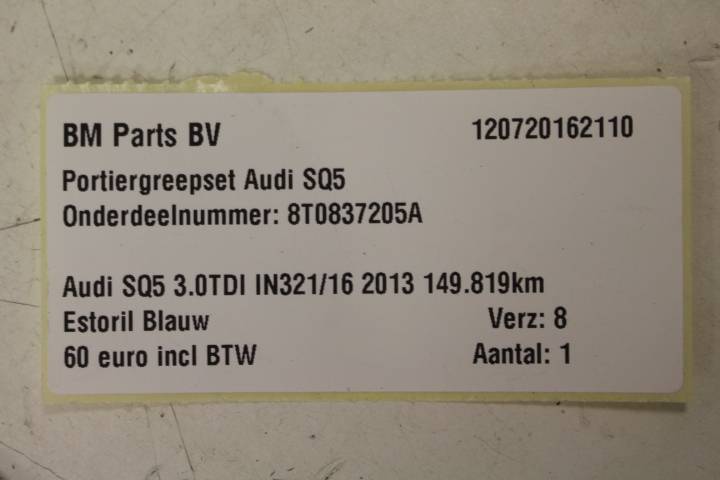 BM Parts BV 120720162110
Portiergreepset Audi SQ5
Onderdeelnummer: 8T0837205A
Audi SQ5 3.0TDI IN321/16 2013 149.819km
Estoril Blauw Verz: 8
60 euro incl BTW Aantal: 1